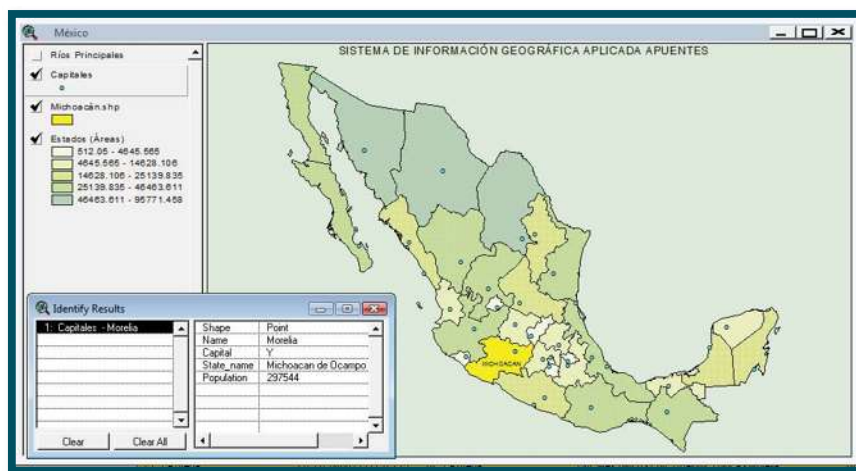 México
SISTEMA DE INFORMACIÓN GEOGRÁFICA APLICADA APUENTES
Ríos Principales
Capitales
Michoacán.shp
Estados (Áreas)
512.05 - 4645.565
4645.565 - 14628.106
14628.106 - 25139.835
25139.835 - 46463.611
46463.611 - 95771.458
MICHOACAN
Identify Results
1: Capitales - Morelia
Shape Point
Name Morelia
Capital Y
State_name Michoacan de Ocampo
Population 297544
Clear Clear All